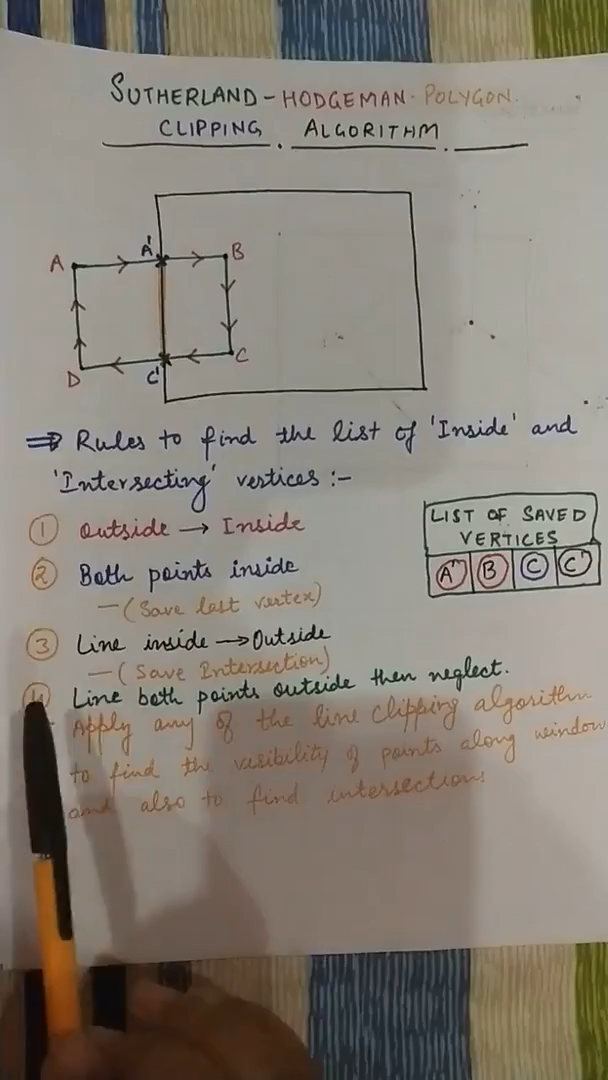 SUTHERLAND-HODGEMAN-POLYGON.
CLIPPING ALGORITHM.
A
A'
B
C
C'
D
⇒ Rules to find the list of 'Inside' and
'Intersecting' vertices :-
① Outside → Inside
② Both points inside
—(Save last vertex)
③ Line inside → Outside
—(Save Intersection)
④ Line both points outside then neglect.
Apply any of the line clipping algorithm
to find the visibility of points along window
and also to find intersections
LIST OF SAVED
VERTICES
A' B C C'